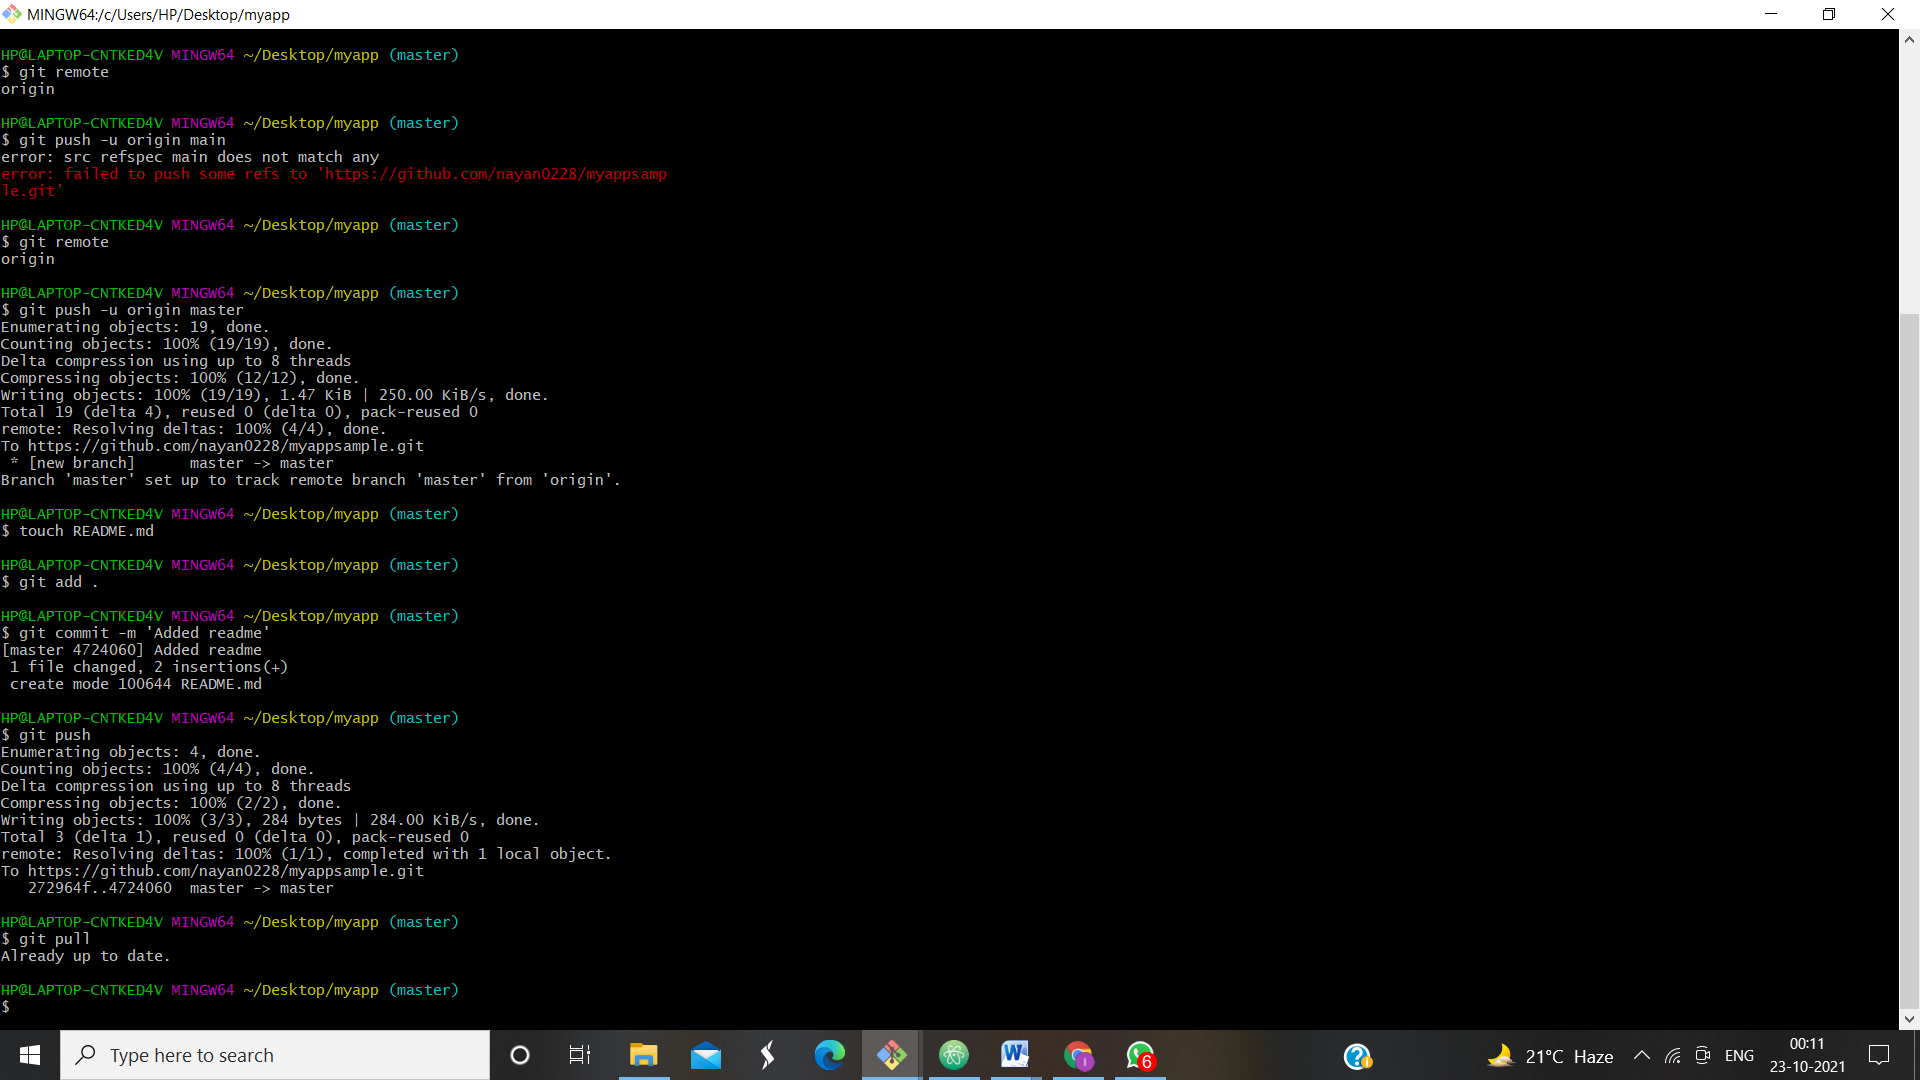 MINGW64:/c/Users/HP/Desktop/myapp
HP@LAPTOP-CNTKED4V MINGW64 ~/Desktop/myapp (master)
$ git remote
origin
HP@LAPTOP-CNTKED4V MINGW64 ~/Desktop/myapp (master)
$ git push -u origin main
error: src refspec main does not match any
error: failed to push some refs to 'https://github.com/nayan0228/myappsamp
le.git'
HP@LAPTOP-CNTKED4V MINGW64 ~/Desktop/myapp (master)
$ git remote
origin
HP@LAPTOP-CNTKED4V MINGW64 ~/Desktop/myapp (master)
$ git push -u origin master
Enumerating objects: 19, done.
Counting objects: 100% (19/19), done.
Delta compression using up to 8 threads
Compressing objects: 100% (12/12), done.
Writing objects: 100% (19/19), 1.47 KiB | 250.00 KiB/s, done.
Total 19 (delta 4), reused 0 (delta 0), pack-reused 0
remote: Resolving deltas: 100% (4/4), done.
To https://github.com/nayan0228/myappsample.git
 * [new branch]      master -> master
Branch 'master' set up to track remote branch 'master' from 'origin'.
HP@LAPTOP-CNTKED4V MINGW64 ~/Desktop/myapp (master)
$ touch README.md
HP@LAPTOP-CNTKED4V MINGW64 ~/Desktop/myapp (master)
$ git add .
HP@LAPTOP-CNTKED4V MINGW64 ~/Desktop/myapp (master)
$ git commit -m 'Added readme'
[master 4724060] Added readme
 1 file changed, 2 insertions(+)
 create mode 100644 README.md
HP@LAPTOP-CNTKED4V MINGW64 ~/Desktop/myapp (master)
$ git push
Enumerating objects: 4, done.
Counting objects: 100% (4/4), done.
Delta compression using up to 8 threads
Compressing objects: 100% (2/2), done.
Writing objects: 100% (3/3), 284 bytes | 284.00 KiB/s, done.
Total 3 (delta 1), reused 0 (delta 0), pack-reused 0
remote: Resolving deltas: 100% (1/1), completed with 1 local object.
To https://github.com/nayan0228/myappsample.git
   272964f..4724060  master -> master
HP@LAPTOP-CNTKED4V MINGW64 ~/Desktop/myapp (master)
$ git pull
Already up to date.
HP@LAPTOP-CNTKED4V MINGW64 ~/Desktop/myapp (master)
$
Type here to search
W
I
6
21°C Haze
ENG
00:11
23-10-2021